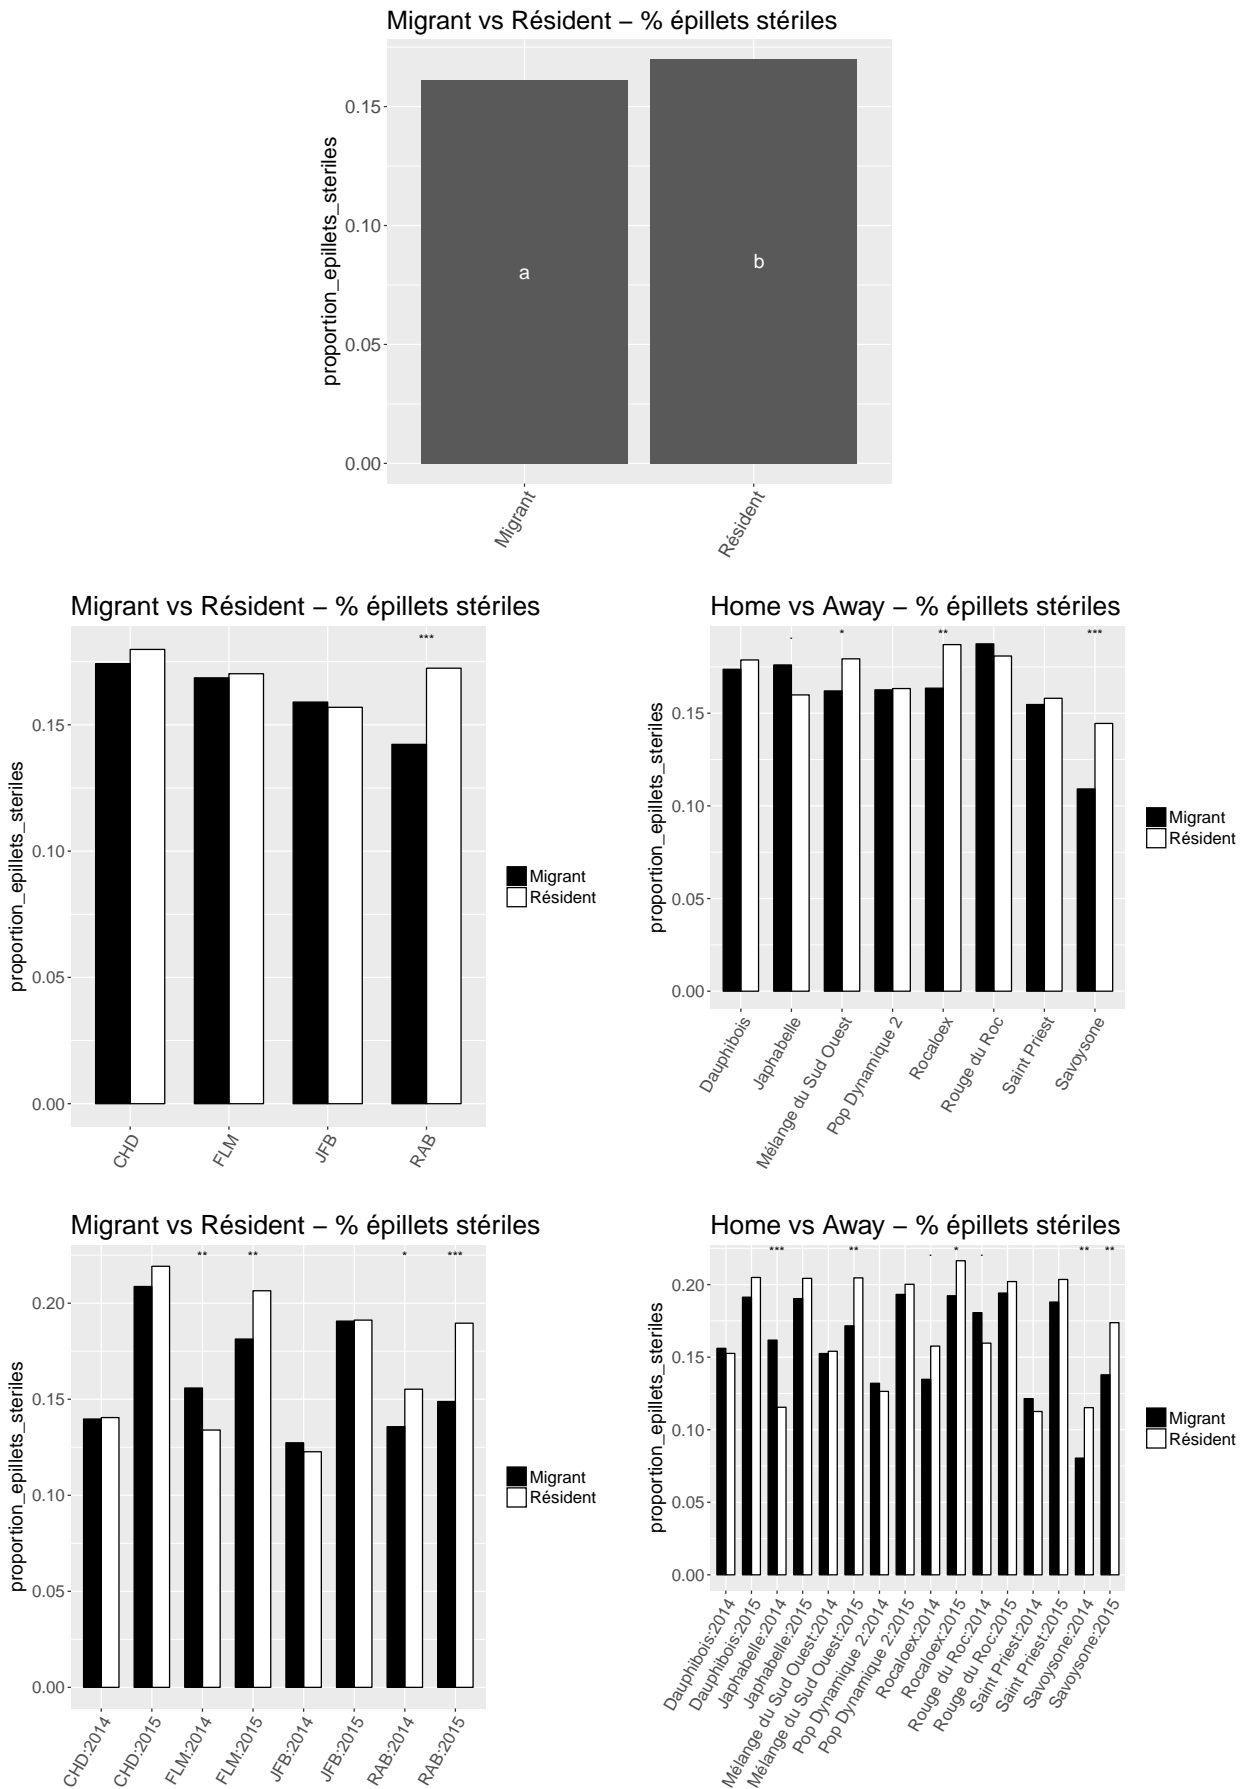 Migrant vs Résident – % épillets stériles
proportion_epillets_steriles
0.15
0.10
0.05
0.00
a
b
Migrant
Résident
Migrant vs Résident – % épillets stériles
proportion_epillets_steriles
0.15
0.10
0.05
0.00
***
CHD
FLM
JFB
RAB
Migrant
Résident
Home vs Away – % épillets stériles
proportion_epillets_steriles
0.15
0.10
0.05
0.00
.
*
**
***
Dauphibois
Japhabelle
Mélange du Sud Ouest
Pop Dynamique 2
Rocaloex
Rouge du Roc
Saint Priest
Savoysone
Migrant
Résident
Migrant vs Résident – % épillets stériles
proportion_epillets_steriles
0.20
0.15
0.10
0.05
0.00
**
**
*
***
CHD:2014
CHD:2015
FLM:2014
FLM:2015
JFB:2014
JFB:2015
RAB:2014
RAB:2015
Migrant
Résident
Home vs Away – % épillets stériles
proportion_epillets_steriles
0.20
0.15
0.10
0.05
0.00
***
**
.
*
.
**
**
Dauphibois:2014
Dauphibois:2015
Japhabelle:2014
Japhabelle:2015
Mélange du Sud Ouest:2014
Mélange du Sud Ouest:2015
Pop Dynamique 2:2014
Pop Dynamique 2:2015
Rocaloex:2014
Rocaloex:2015
Rouge du Roc:2014
Rouge du Roc:2015
Saint Priest:2014
Saint Priest:2015
Savoysone:2014
Savoysone:2015
Migrant
Résident